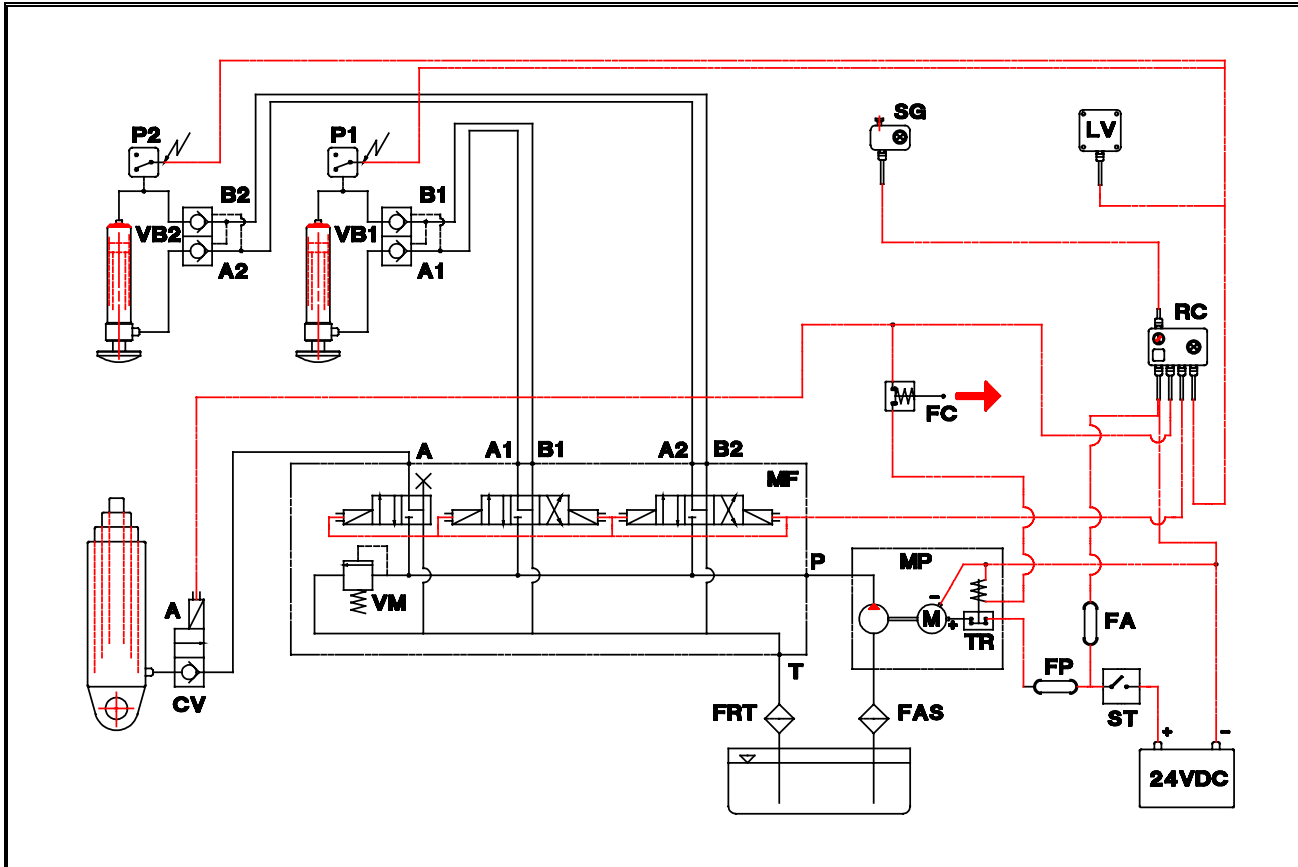 SG
LV
P2
P1
B2
B1
VB2
VB1
A2
A1
RC
FC
A
A1
B1
A2
B2
MF
P
MP
-
M
+
TR
VM
A
FA
FP
CV
T
FRT
FAS
ST
+
-
24VDC